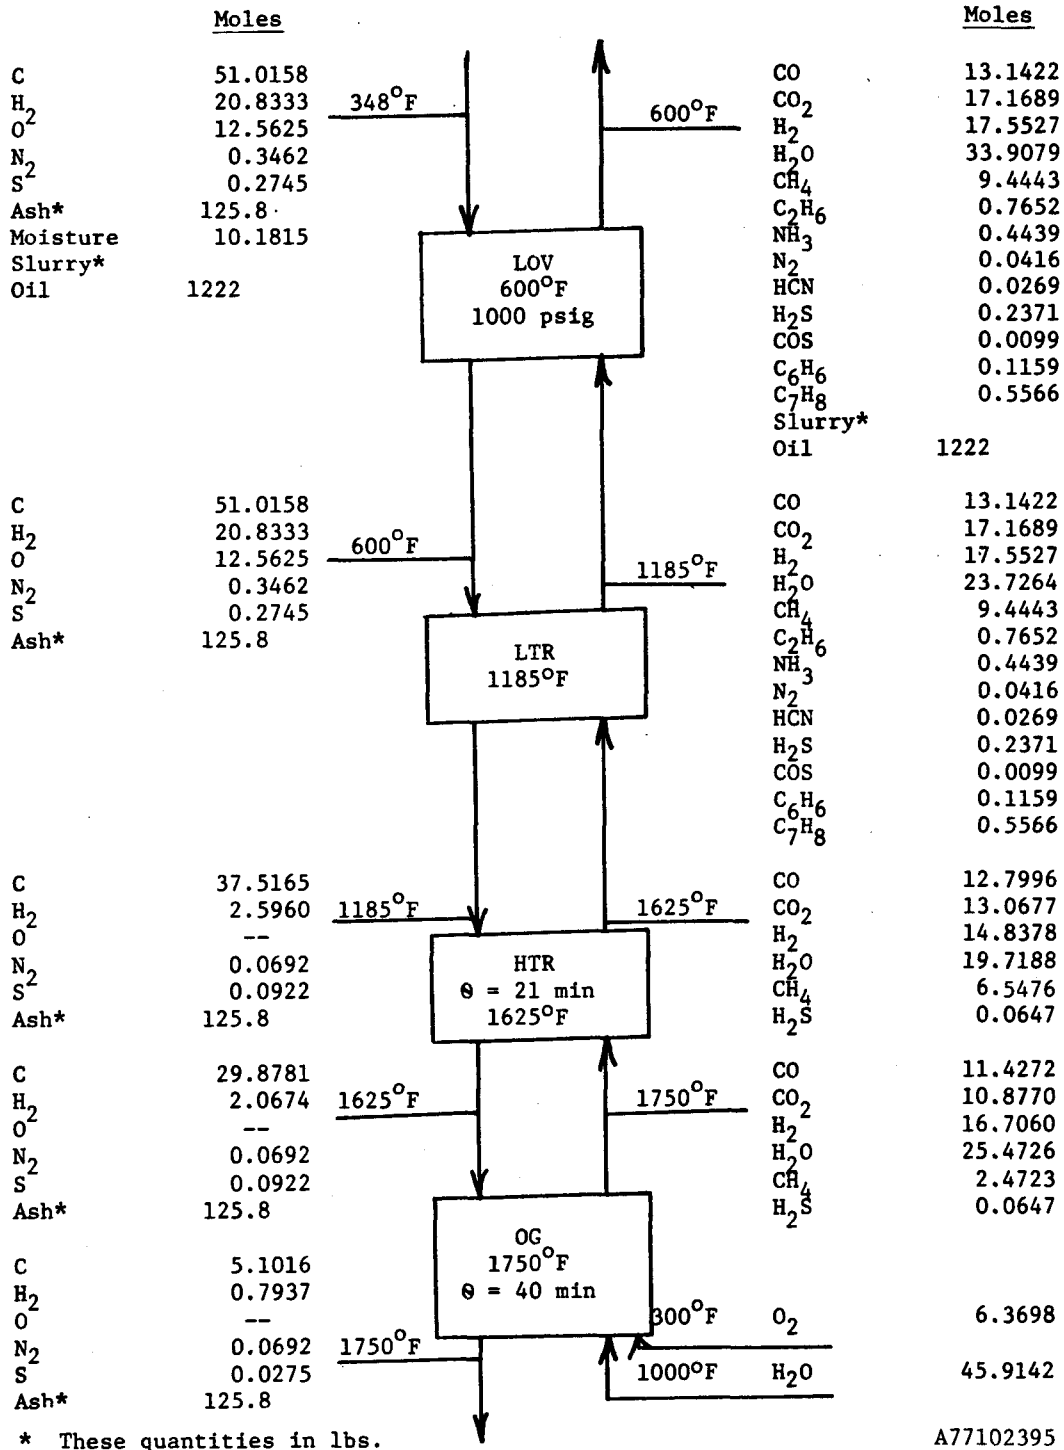 Moles
C 51.0158
H2 20.8333
O 12.5625
N2 0.3462
S 0.2745
Ash* 125.8
Moisture 10.1815
Slurry*
Oil 1222
348°F
600°F
Moles
CO 13.1422
CO2 17.1689
H2 17.5527
H2O 33.9079
CH4 9.4443
C2H6 0.7652
NH3 0.4439
N2 0.0416
HCN 0.0269
H2S 0.2371
COS 0.0099
C6H6 0.1159
C7H8 0.5566
Slurry*
Oil 1222
LOV
600°F
1000 psig
C 51.0158
H2 20.8333
O 12.5625
N2 0.3462
S 0.2745
Ash* 125.8
600°F
1185°F
CO 13.1422
CO2 17.1689
H2 17.5527
H2O 23.7264
CH4 9.4443
C2H6 0.7652
NH3 0.4439
N2 0.0416
HCN 0.0269
H2S 0.2371
COS 0.0099
C6H6 0.1159
C7H8 0.5566
LTR
1185°F
C 37.5165
H2 2.5960
O --
N2 0.0692
S 0.0922
Ash* 125.8
1185°F
1625°F
CO 12.7996
CO2 13.0677
H2 14.8378
H2O 19.7188
CH4 6.5476
H2S 0.0647
HTR
θ = 21 min
1625°F
C 29.8781
H2 2.0674
O --
N2 0.0692
S 0.0922
Ash* 125.8
1625°F
1750°F
CO 11.4272
CO2 10.8770
H2 16.7060
H2O 25.4726
CH4 2.4723
H2S 0.0647
OG
1750°F
θ = 40 min
C 5.1016
H2 0.7937
O --
N2 0.0692
S 0.0275
Ash* 125.8
1750°F
300°F O2 6.3698
1000°F H2O 45.9142
* These quantities in lbs.
A77102395